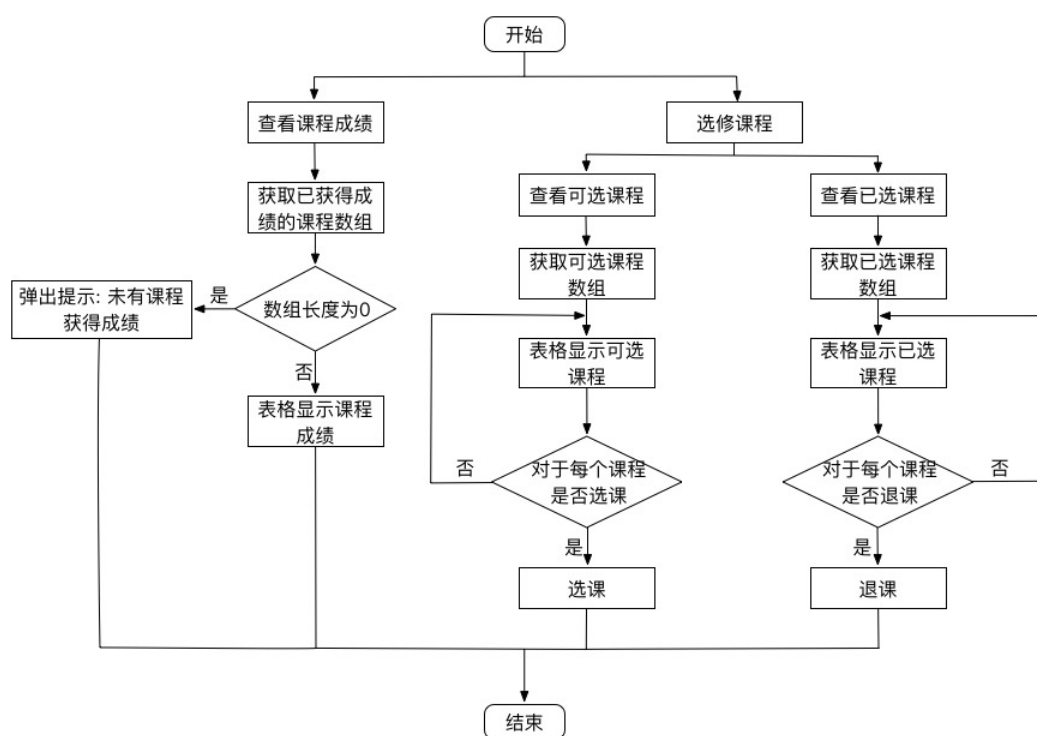 开始
查看课程成绩
选修课程
获取已获得成
绩的课程数组
查看可选课程
查看已选课程
获取可选课程
数组
获取已选课程
数组
弹出提示: 未有课程
获得成绩
是
数组长度为0
否
表格显示课程
成绩
表格显示可选
课程
表格显示已选
课程
否
对于每个课程
是否选课
对于每个课程
是否退课
否
是
是
选课
退课
结束